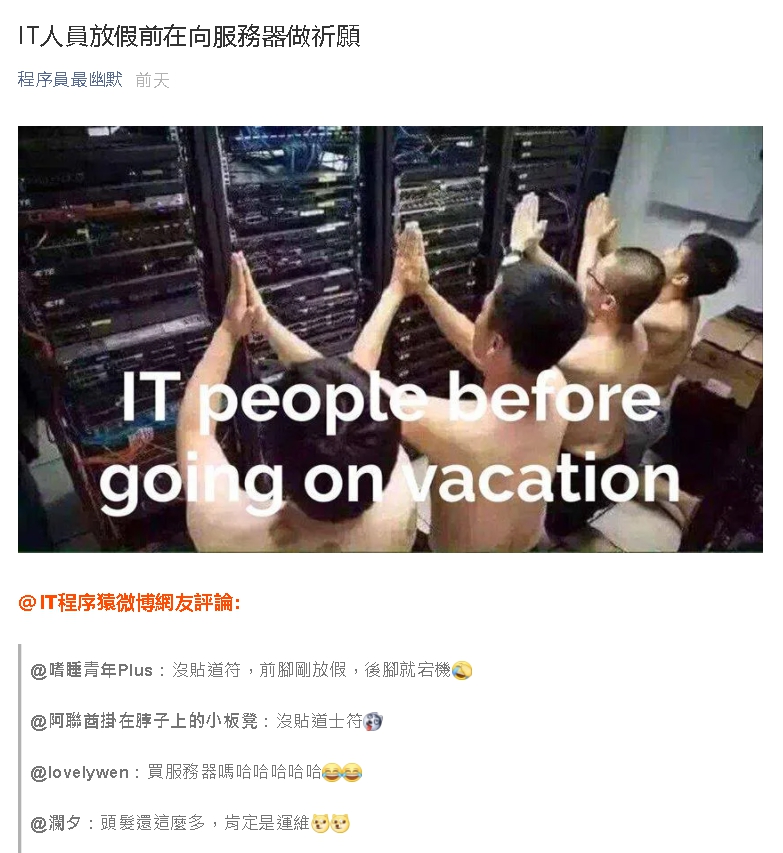 IT人員放假前在向服務器做祈願
程序員最幽默 前天
IT people before
going on vacation
@IT程序猿微博網友評論:
@嗜睡青年Plus：沒貼道符，前腳剛放假，後腳就宕機
@阿聯酋掛在脖子上的小板凳：沒貼道士符
@lovelywen：買服務器嗎哈哈哈哈哈
@瀾夕：頭髮還這麼多，肯定是運維